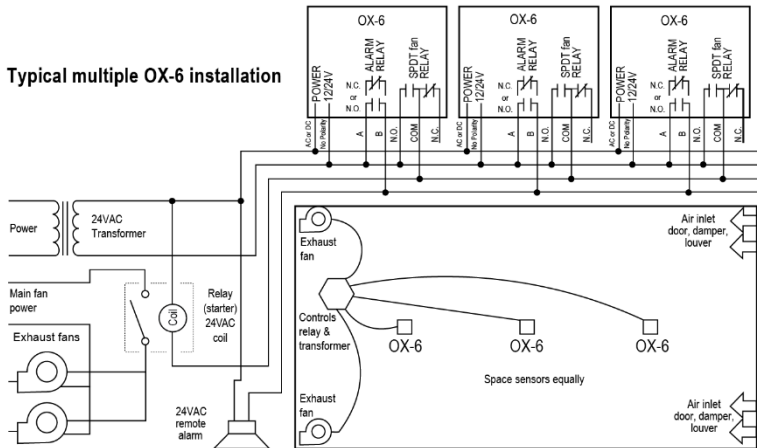 Typical multiple OX-6 installation
OX-6
POWER
12/24V
ALARM
RELAY
N.C.
or
N.O.
SPDT fan
RELAY
AC or DC
No Polarity
A
B
N.O.
COM
N.C.
OX-6
POWER
12/24V
ALARM
RELAY
N.C.
or
N.O.
SPDT fan
RELAY
AC or DC
No Polarity
A
B
N.O.
COM
N.C.
OX-6
POWER
12/24V
ALARM
RELAY
N.C.
or
N.O.
SPDT fan
RELAY
AC or DC
No Polarity
A
B
N.O.
COM
N.C.
Power
24VAC
Transformer
Main fan
power
Exhaust fans
Coil
Relay
(starter)
24VAC
coil
24VAC
remote
alarm
Exhaust
fan
Controls
relay &
transformer
Exhaust
fan
OX-6
OX-6
OX-6
Space sensors equally
Air inlet
door, damper,
louver
Air inlet
door, damper,
louver